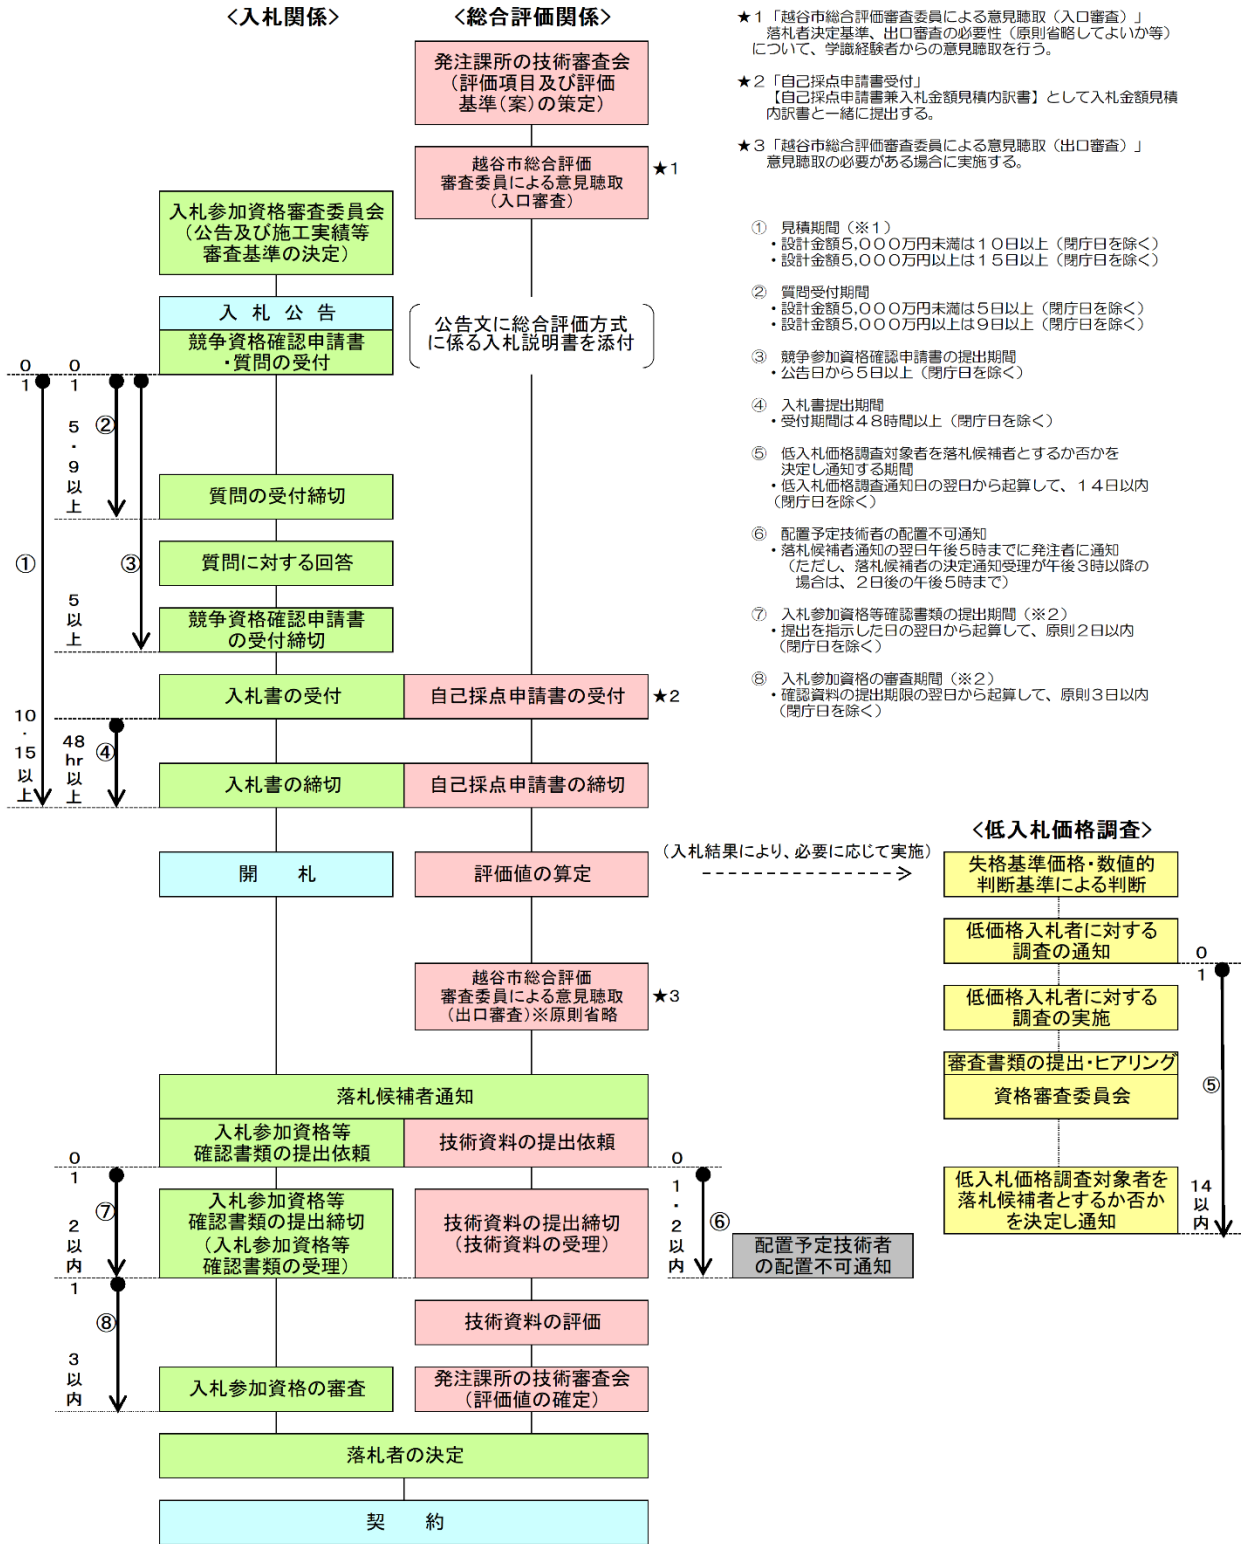 <入札関係>
<総合評価関係>
発注課所の技術審査会
(評価項目及び評価
基準(案)の策定)
越谷市総合評価
審査委員による意見聴取
(入口審査)
★1
入札参加資格審査委員会
(公告及び施工実績等
審査基準の決定)
入 札 公 告
競争資格確認申請書
・質問の受付
公告文に総合評価方式
に係る入札説明書を添付
0
1
0
1
②
5
・
9
以
上
質問の受付締切
①
③
質問に対する回答
5
以
上
競争資格確認申請書
の受付締切
入札書の受付
自己採点申請書の受付
★2
10
・
15
以
上
48
hr
以
上
④
入札書の締切
自己採点申請書の締切
開 札
評価値の算定
(入札結果により、必要に応じて実施)
越谷市総合評価
審査委員による意見聴取
(出口審査)※原則省略
★3
落札候補者通知
入札参加資格等
確認書類の提出依頼
技術資料の提出依頼
0
1
⑦
2
以
内
入札参加資格等
確認書類の提出締切
(入札参加資格等
確認書類の受理)
技術資料の提出締切
(技術資料の受理)
0
1
・
2
以
内
⑥
配置予定技術者
の配置不可通知
1
⑧
3
以
内
技術資料の評価
入札参加資格の審査
発注課所の技術審査会
(評価値の確定)
落札者の決定
契 約
★1「越谷市総合評価審査委員による意見聴取(入口審査)」
落札者決定基準、出口審査の必要性(原則省略してよいか等)
について、学識経験者からの意見聴取を行う。
★2「自己採点申請書受付」
【自己採点申請書兼入札金額見積内訳書】として入札金額見積
内訳書と一緒に提出する。
★3「越谷市総合評価審査委員による意見聴取(出口審査)」
意見聴取の必要がある場合に実施する。
① 見積期間(※1)
・設計金額5,000万円未満は10日以上(閉庁日を除く)
・設計金額5,000万円以上は15日以上(閉庁日を除く)
② 質問受付期間
・設計金額5,000万円未満は5日以上(閉庁日を除く)
・設計金額5,000万円以上は9日以上(閉庁日を除く)
③ 競争参加資格確認申請書の提出期間
・公告日から5日以上(閉庁日を除く)
④ 入札書提出期間
・受付期間は48時間以上(閉庁日を除く)
⑤ 低入札価格調査対象者を落札候補者とするか否かを
決定し通知する期間
・低入札価格調査通知日の翌日から起算して、14日以内
(閉庁日を除く)
⑥ 配置予定技術者の配置不可通知
・落札候補者通知の翌日午後5時までに発注者に通知
(ただし、落札候補者の決定通知受理が午後3時以降の
場合は、2日後の午後5時まで)
⑦ 入札参加資格等確認書類の提出期間(※2)
・提出を指示した日の翌日から起算して、原則2日以内
(閉庁日を除く)
⑧ 入札参加資格の審査期間(※2)
・確認資料の提出期限の翌日から起算して、原則3日以内
(閉庁日を除く)
<低入札価格調査>
失格基準価格・数値的
判断基準による判断
低価格入札者に対する
調査の通知
0
1
低価格入札者に対する
調査の実施
審査書類の提出・ヒアリング
資格審査委員会
⑤
低入札価格調査対象者を
落札候補者とするか否か
を決定し通知
14
以
内